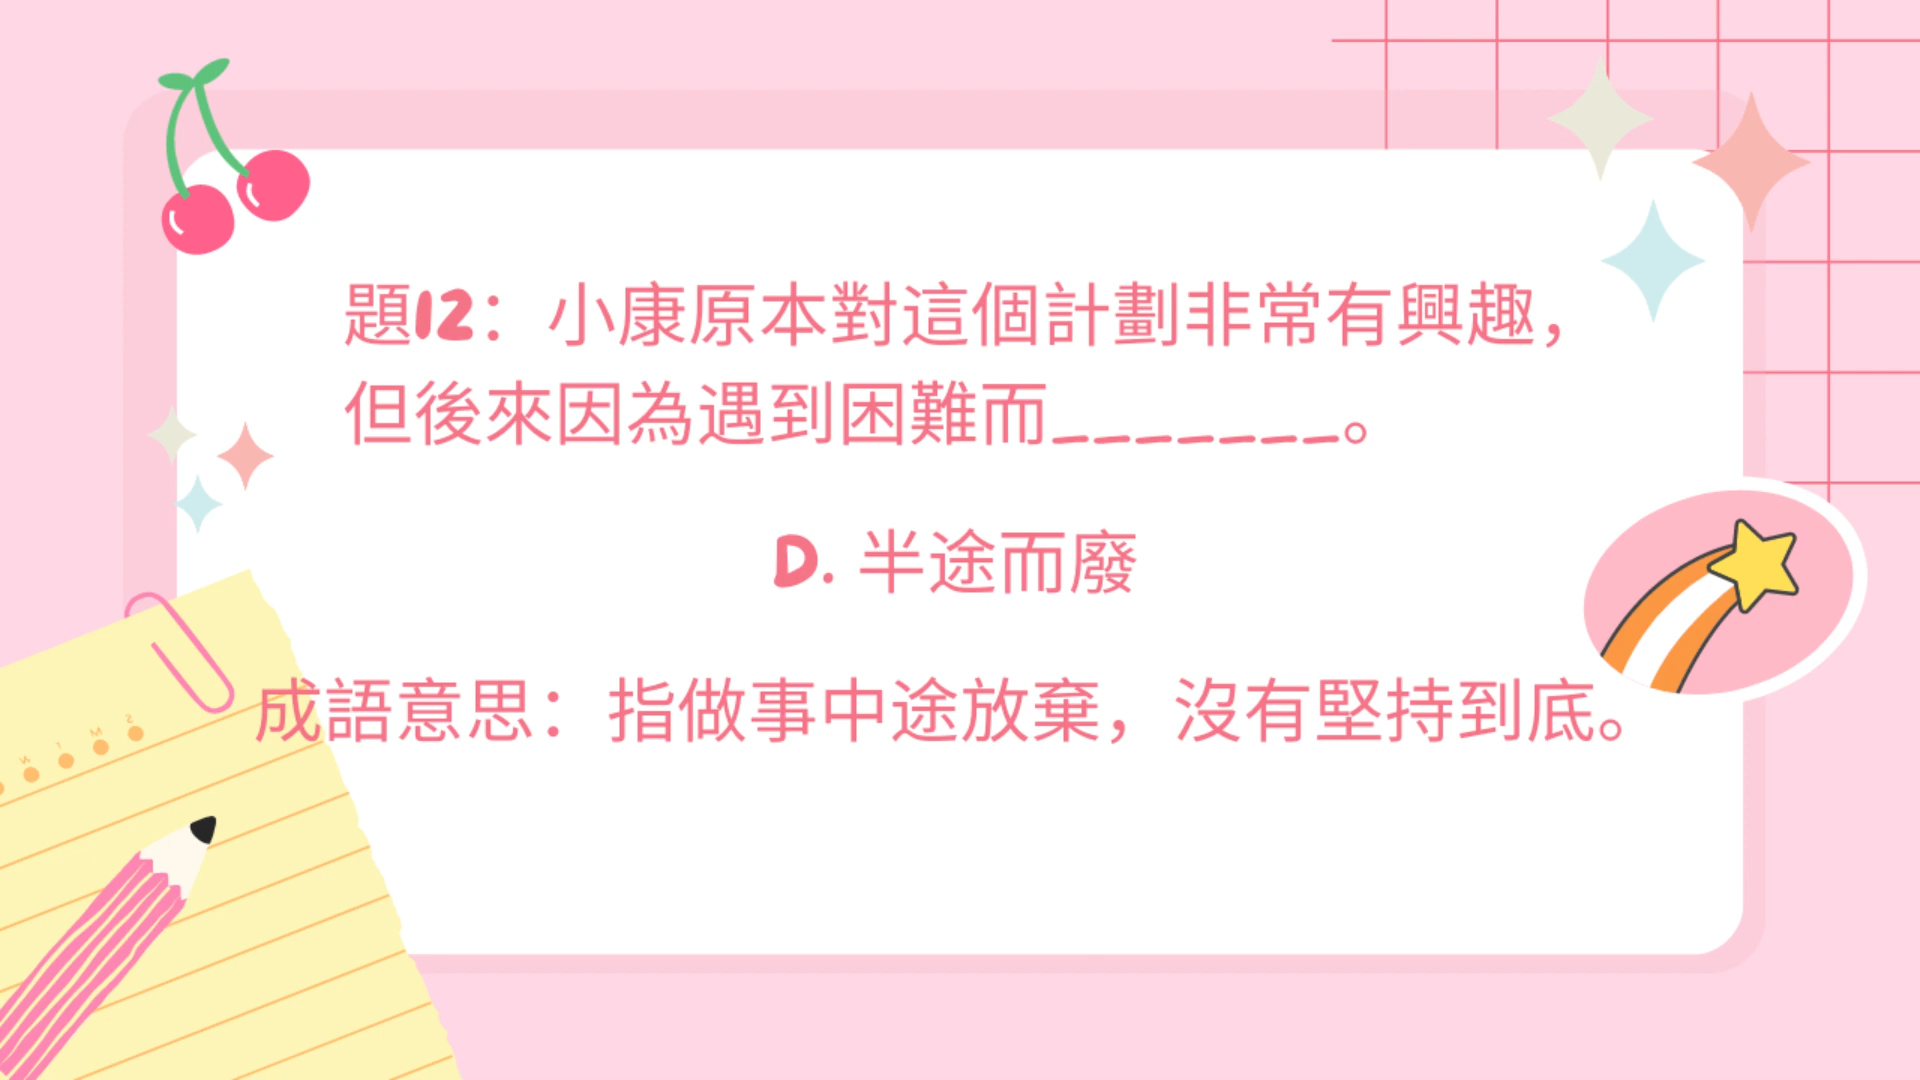 題12：小康原本對這個計劃非常有興趣，
但後來因為遇到困難而_______。
D. 半途而廢
成語意思：指做事中途放棄，沒有堅持到底。